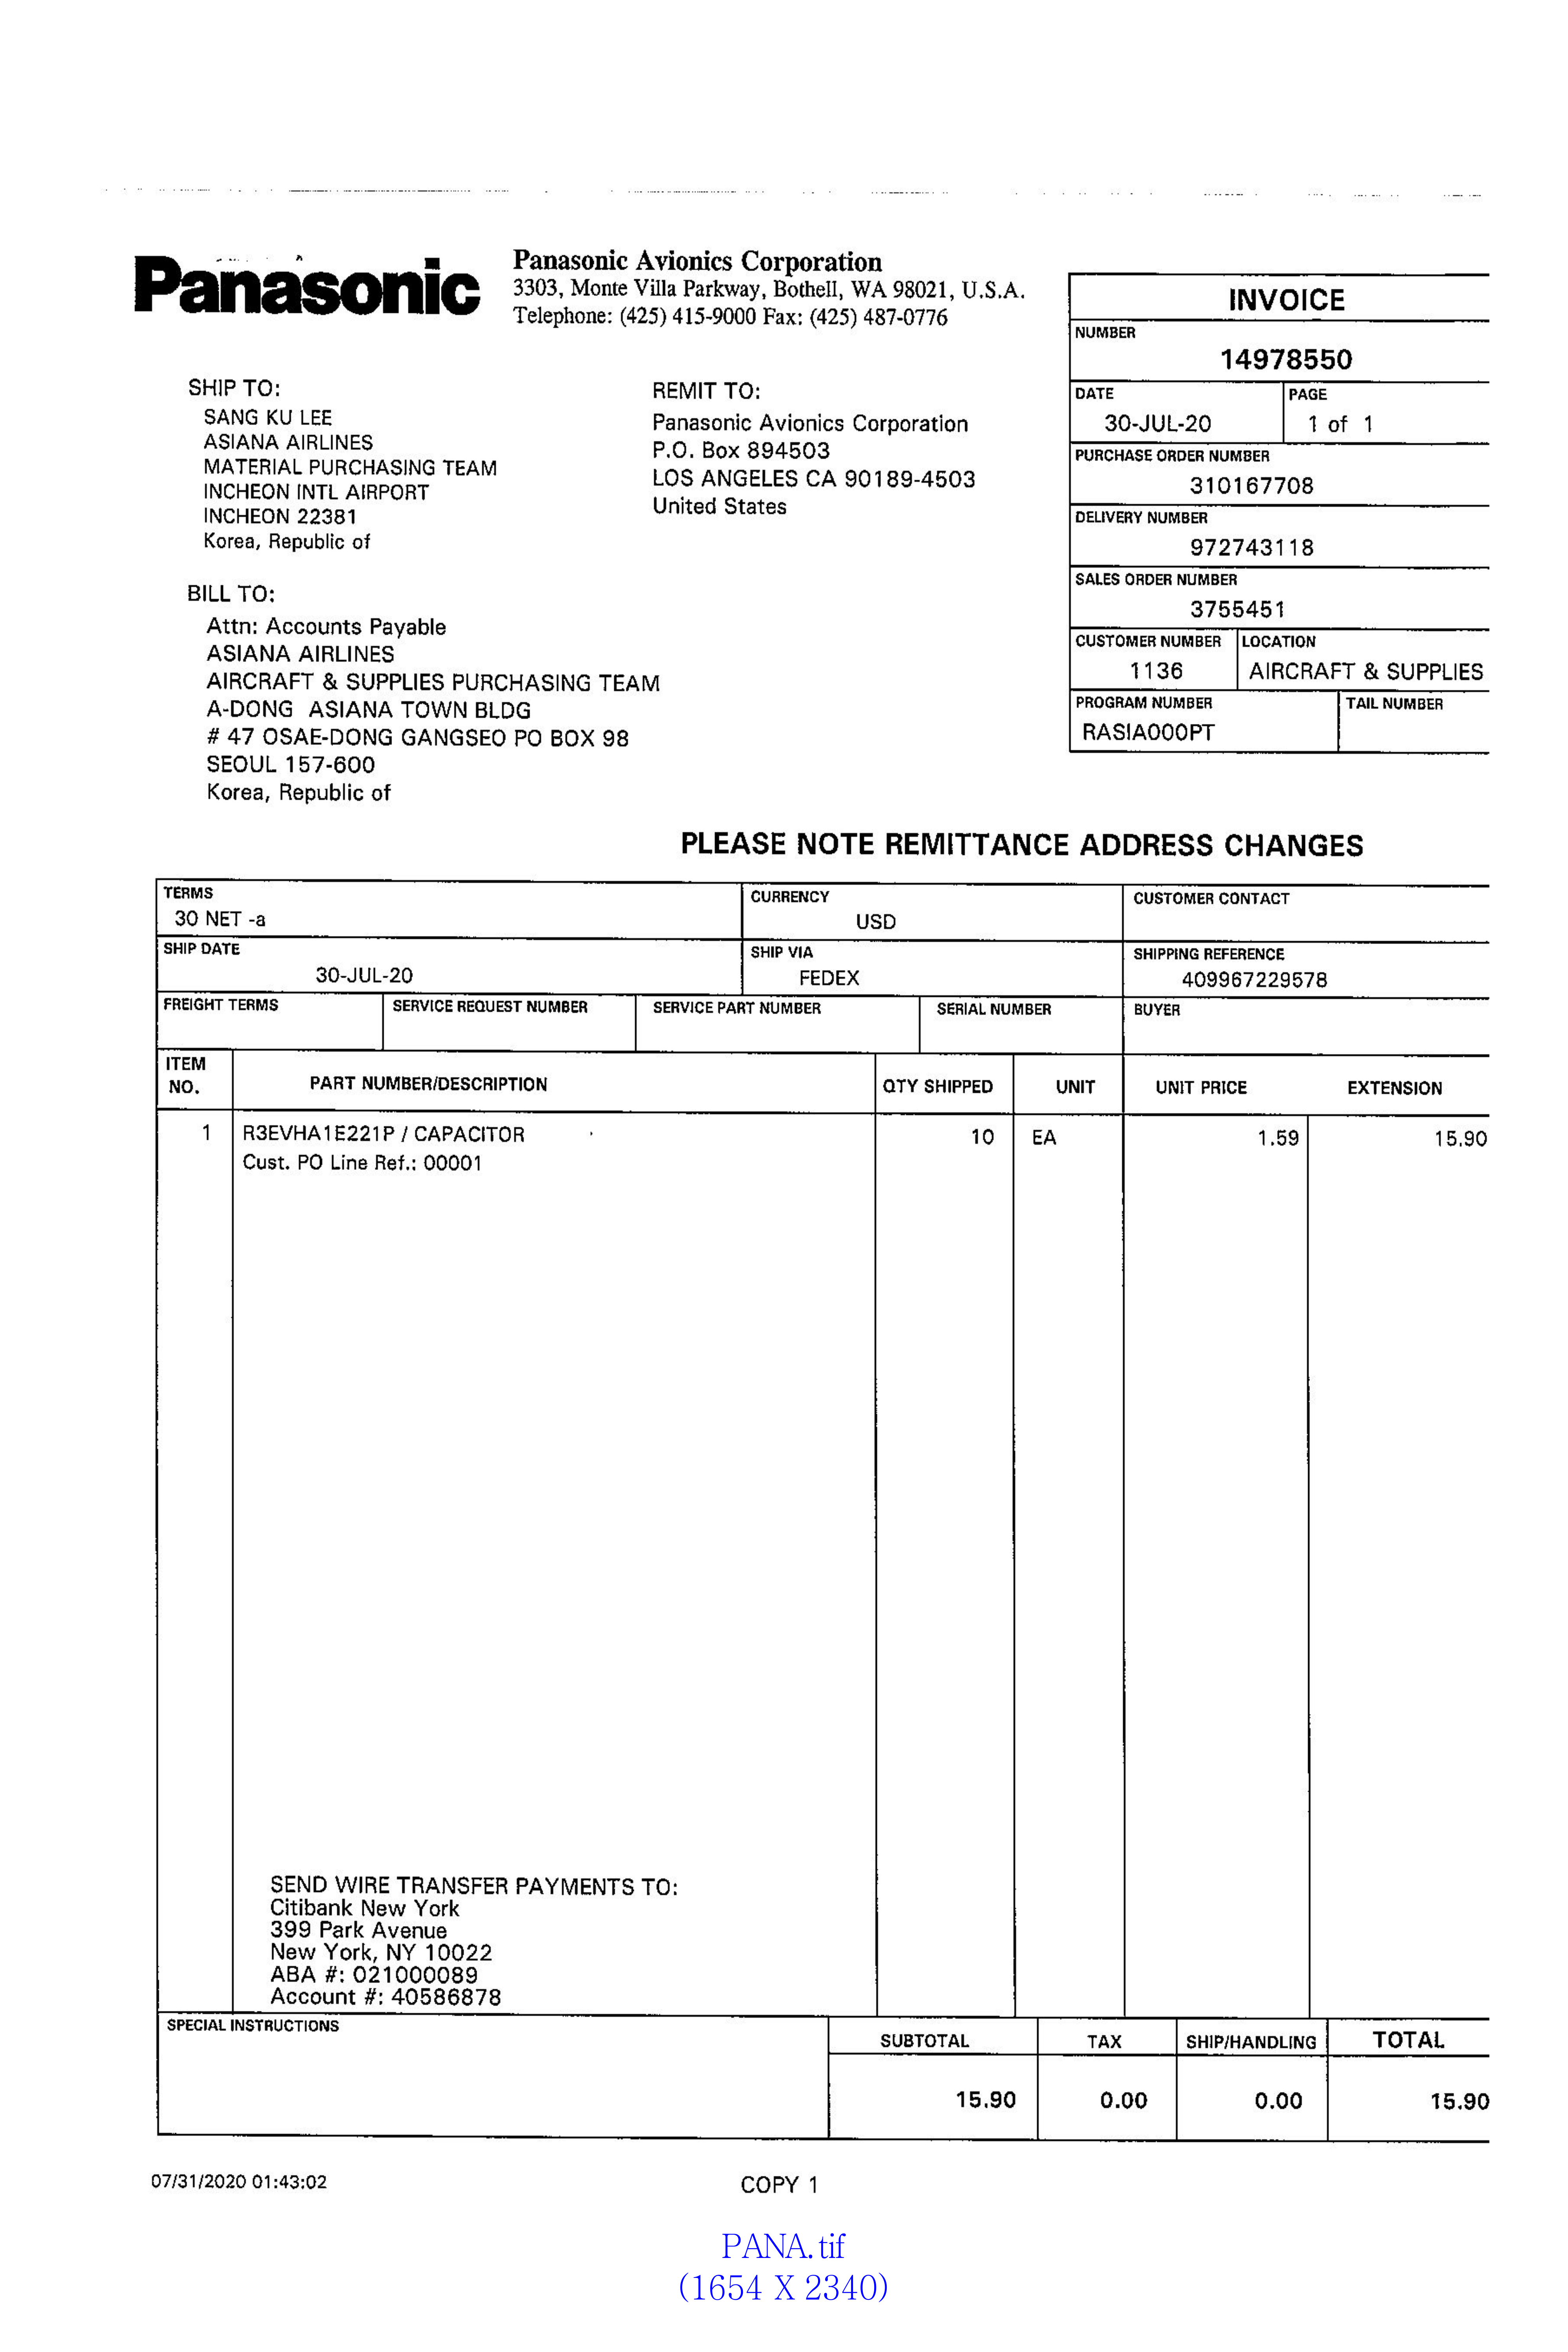 Panasonic
Panasonic Avionics Corporation
3303, Monte Villa Parkway, Bothell, WA 98021, U.S.A.
Telephone: (425) 415-9000 Fax: (425) 487-0776
INVOICE
NUMBER
14978550
DATE PAGE
30-JUL-20 1 of 1
PURCHASE ORDER NUMBER
310167708
DELIVERY NUMBER
972743118
SALES ORDER NUMBER
3755451
CUSTOMER NUMBER LOCATION
1136 AIRCRAFT & SUPPLIES
PROGRAM NUMBER TAIL NUMBER
RASIA000PT
SHIP TO:
SANG KU LEE
ASIANA AIRLINES
MATERIAL PURCHASING TEAM
INCHEON INTL AIRPORT
INCHEON 22381
Korea, Republic of
REMIT TO:
Panasonic Avionics Corporation
P.O. Box 894503
LOS ANGELES CA 90189-4503
United States
BILL TO:
Attn: Accounts Payable
ASIANA AIRLINES
AIRCRAFT & SUPPLIES PURCHASING TEAM
A-DONG ASIANA TOWN BLDG
# 47 OSAE-DONG GANGSEO PO BOX 98
SEOUL 157-600
Korea, Republic of
PLEASE NOTE REMITTANCE ADDRESS CHANGES
TERMS CURRENCY CUSTOMER CONTACT
30 NET -a USD
SHIP DATE SHIP VIA SHIPPING REFERENCE
30-JUL-20 FEDEX 409967229578
FREIGHT TERMS SERVICE REQUEST NUMBER SERVICE PART NUMBER SERIAL NUMBER BUYER
ITEM
NO. PART NUMBER/DESCRIPTION QTY SHIPPED UNIT UNIT PRICE EXTENSION
1 R3EVHA1E221P / CAPACITOR 10 EA 1.59 15.90
Cust. PO Line Ref.: 00001
SEND WIRE TRANSFER PAYMENTS TO:
Citibank New York
399 Park Avenue
New York, NY 10022
ABA #: 021000089
Account #: 40586878
SPECIAL INSTRUCTIONS
SUBTOTAL TAX SHIP/HANDLING TOTAL
15.90 0.00 0.00 15.90
07/31/2020 01:43:02 COPY 1
PANA.tif
(1654 X 2340)